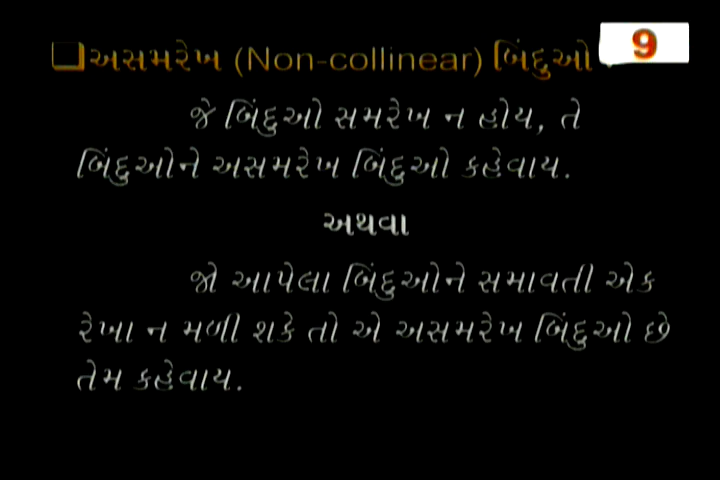 ❑અસમરેખ (Non-collinear) બિંદુઓ : 9
જે બિંદુઓ સમરેખ ન હોય, તે
બિંદુઓને અસમરેખ બિંદુઓ કહેવાય.
અથવા
જો આપેલા બિંદુઓને સમાવતી એક
રેખા ન મળી શકે તો એ અસમરેખ બિંદુઓ છે
તેમ કહેવાય.